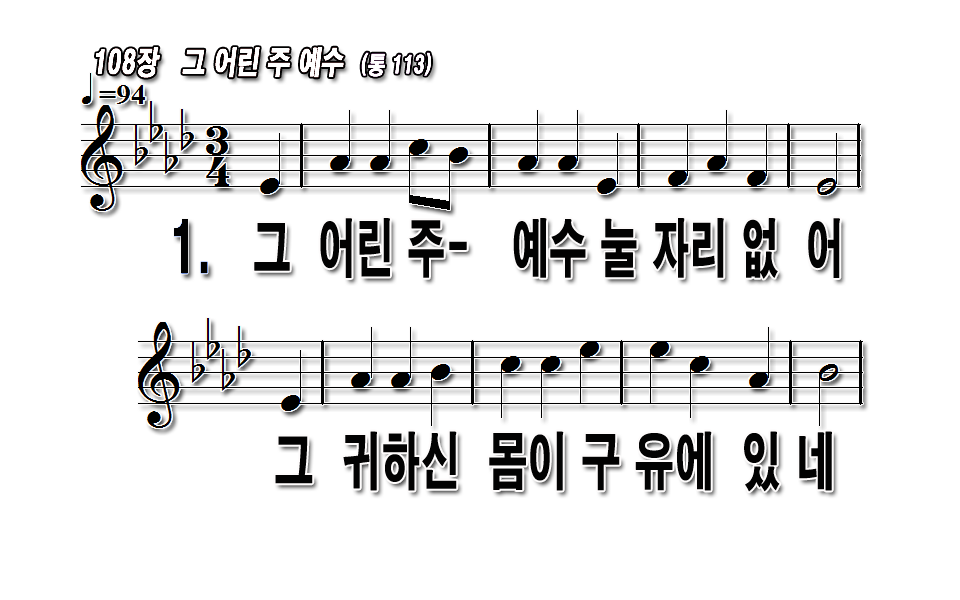 108장 그 어린 주 예수 (통 113)
♩=94
3
4
1. 그 어린 주- 예수 눌 자리 없 어
그 귀하신 몸이 구 유에 있 네